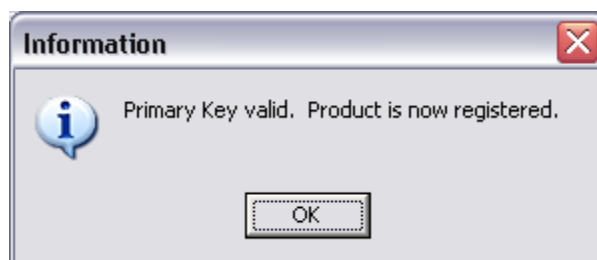 Information
Primary Key valid.  Product is now registered.
OK